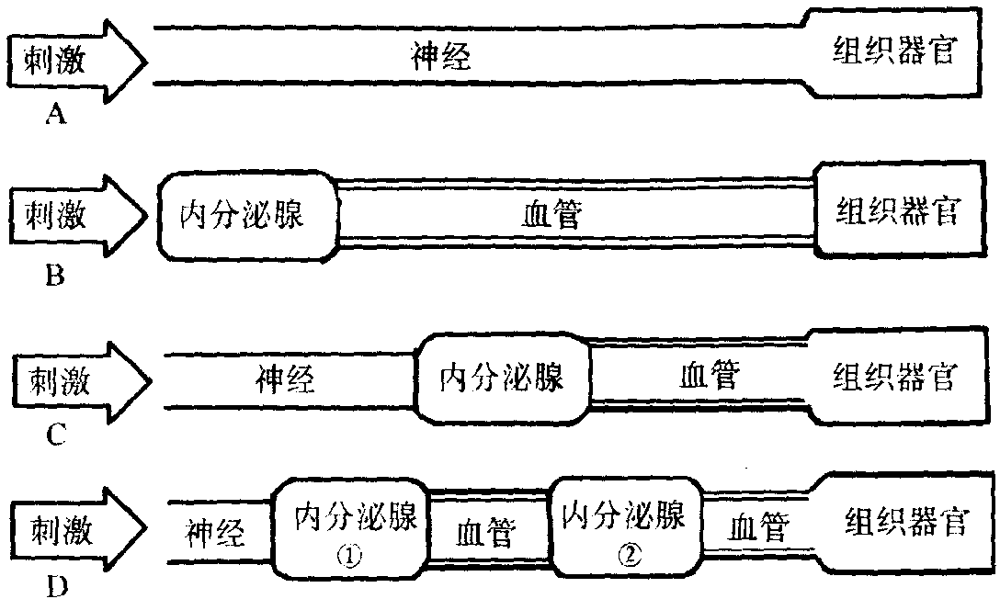 刺激 神经 组织器官
A
刺激 内分泌腺 血管 组织器官
B
刺激 神经 内分泌腺 血管 组织器官
C
刺激 神经 内分泌腺 血管 内分泌腺 血管 组织器官
① ②
D